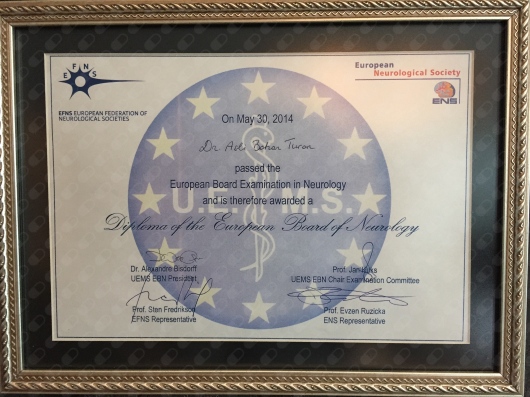 EFNS
EFNS EUROPEAN FEDERATION OF
NEUROLOGICAL SOCIETIES
European
Neurological Society
ENS
On May 30, 2014
Dr
Turan
passed the
European Board Examination in Neurology
and is therefore awarded a
U.E.M.S.
Diploma of the European Board of Neurology
Dr. Alexandre Bisdorff
UEMS EBN President
Prof. Jan
UEMS EBN Chair Examination Committee
Prof. Sten Fredrikson
EFNS Representative
Prof. Evzen Ruzicka
ENS Representative